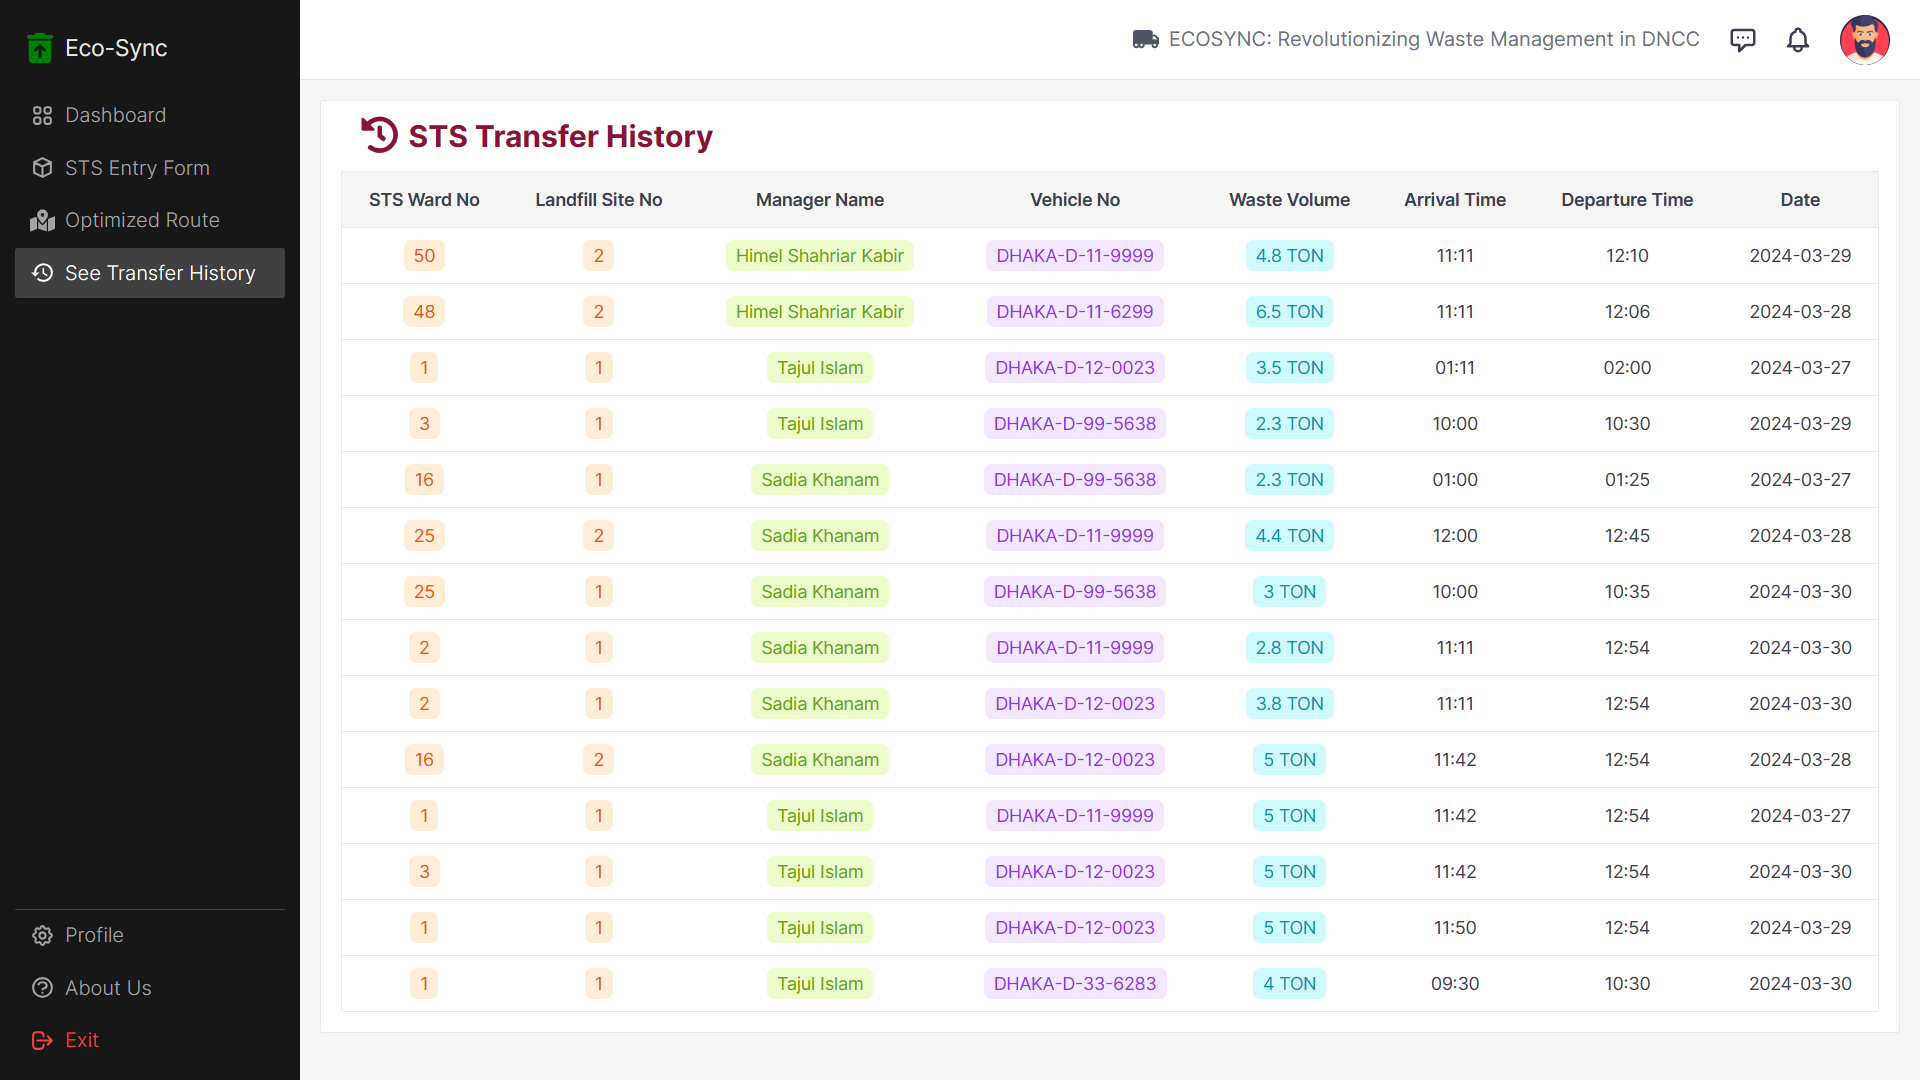 Eco-Sync
ECOSYNC: Revolutionizing Waste Management in DNCC
Dashboard
STS Entry Form
Optimized Route
See Transfer History
Profile
About Us
Exit
STS Transfer History
STS Ward No Landfill Site No Manager Name Vehicle No Waste Volume Arrival Time Departure Time Date
50 2 Himel Shahriar Kabir DHAKA-D-11-9999 4.8 TON 11:11 12:10 2024-03-29
48 2 Himel Shahriar Kabir DHAKA-D-11-6299 6.5 TON 11:11 12:06 2024-03-28
1 1 Tajul Islam DHAKA-D-12-0023 3.5 TON 01:11 02:00 2024-03-27
3 1 Tajul Islam DHAKA-D-99-5638 2.3 TON 10:00 10:30 2024-03-29
16 1 Sadia Khanam DHAKA-D-99-5638 2.3 TON 01:00 01:25 2024-03-27
25 2 Sadia Khanam DHAKA-D-11-9999 4.4 TON 12:00 12:45 2024-03-28
25 1 Sadia Khanam DHAKA-D-99-5638 3 TON 10:00 10:35 2024-03-30
2 1 Sadia Khanam DHAKA-D-11-9999 2.8 TON 11:11 12:54 2024-03-30
2 1 Sadia Khanam DHAKA-D-12-0023 3.8 TON 11:11 12:54 2024-03-30
16 2 Sadia Khanam DHAKA-D-12-0023 5 TON 11:42 12:54 2024-03-28
1 1 Tajul Islam DHAKA-D-11-9999 5 TON 11:42 12:54 2024-03-27
3 1 Tajul Islam DHAKA-D-12-0023 5 TON 11:42 12:54 2024-03-30
1 1 Tajul Islam DHAKA-D-12-0023 5 TON 11:50 12:54 2024-03-29
1 1 Tajul Islam DHAKA-D-33-6283 4 TON 09:30 10:30 2024-03-30